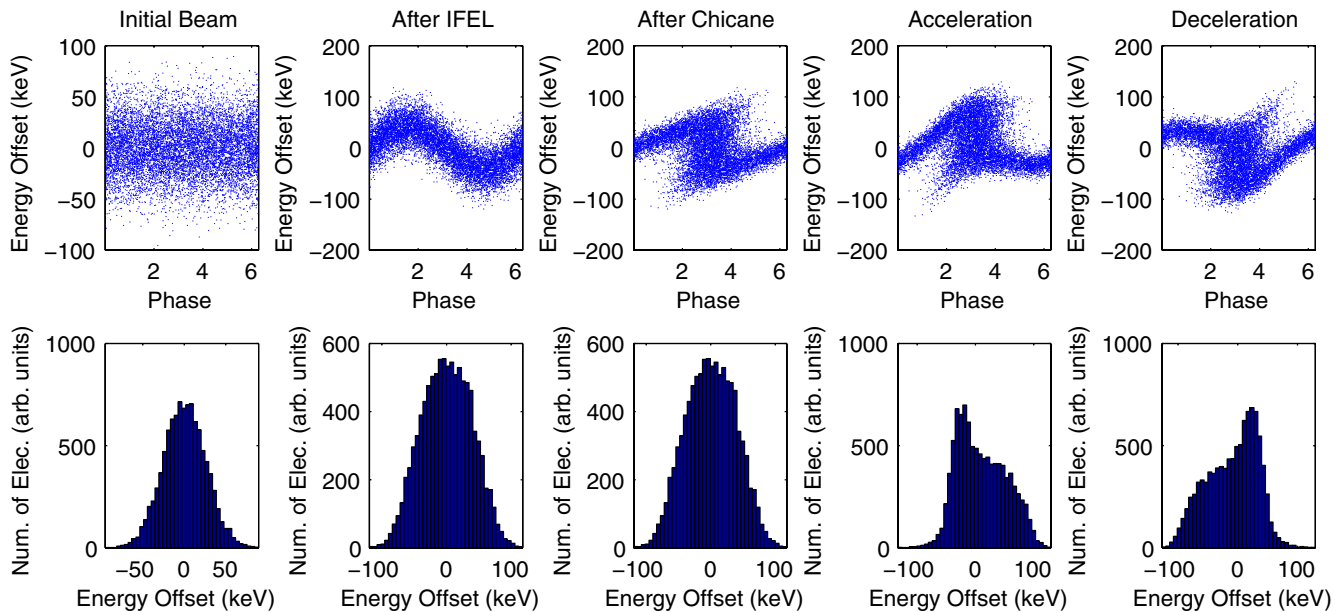 Initial Beam
Energy Offset (keV)
100
50
0
−50
−100
2 4 6
Phase
After IFEL
Energy Offset (keV)
200
100
0
−100
−200
0 2 4 6
Phase
After Chicane
Energy Offset (keV)
200
100
0
−100
−200
0 2 4 6
Phase
Acceleration
Energy Offset (keV)
200
100
0
−100
−200
0 2 4 6
Phase
Deceleration
Energy Offset (keV)
200
100
0
−100
−200
2 4 6
Phase
Num. of Elec. (arb. units)
1000
500
0
−50 0 50
Energy Offset (keV)
Num. of Elec. (arb. units)
600
400
200
0
−100 0 100
Energy Offset (keV)
Num. of Elec. (arb. units)
600
400
200
0
−100 0 100
Energy Offset (keV)
Num. of Elec. (arb. units)
1000
500
0
−100 0 100
Energy Offset (keV)
Num. of Elec. (arb. units)
1000
500
0
−100 0 100
Energy Offset (keV)